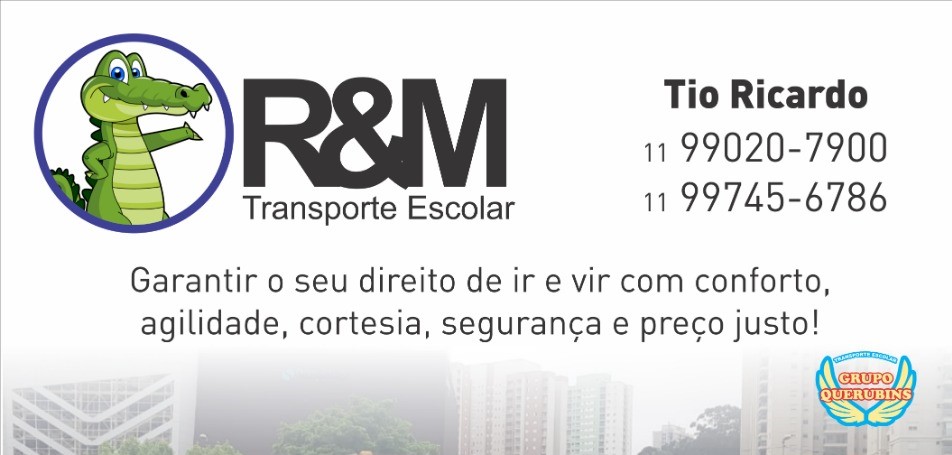 R&M
Transporte Escolar
Tio Ricardo
11 99020-7900
11 99745-6786
Garantir o seu direito de ir e vir com conforto,
agilidade, cortesia, segurança e preço justo!
TRANSPORTE ESCOLAR
GRUPO
QUERUBINS